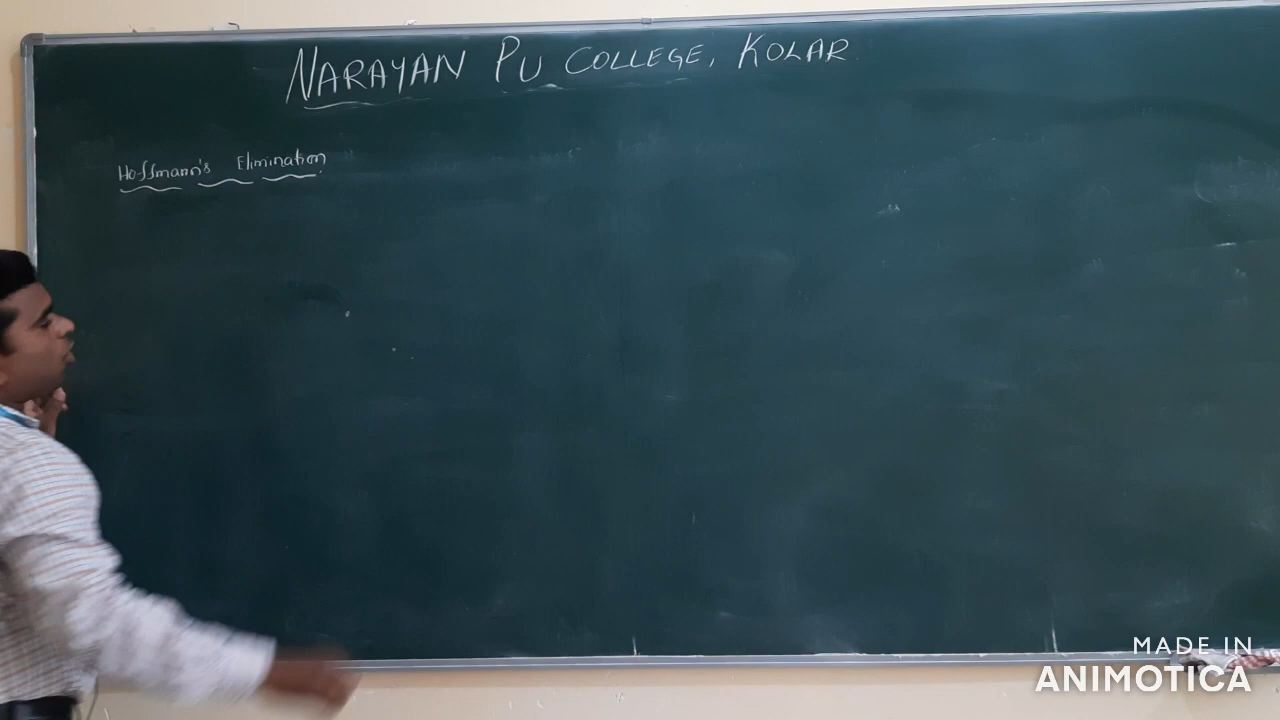 NARAYAN PU COLLEGE, KOLAR
Hoffmann's Elimination
MADE IN
ANIMOTICA